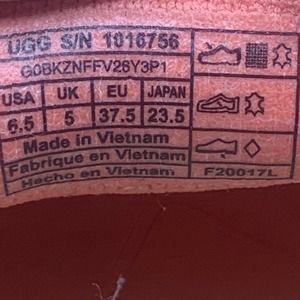 UGG S/N 1016756
G0BKZNFFV26Y3P1
USA UK EU JAPAN
6.5 5 37.5 23.5
Made in Vietnam
Fabrique en Vietnam
Hecho en Vietnam
F20017L